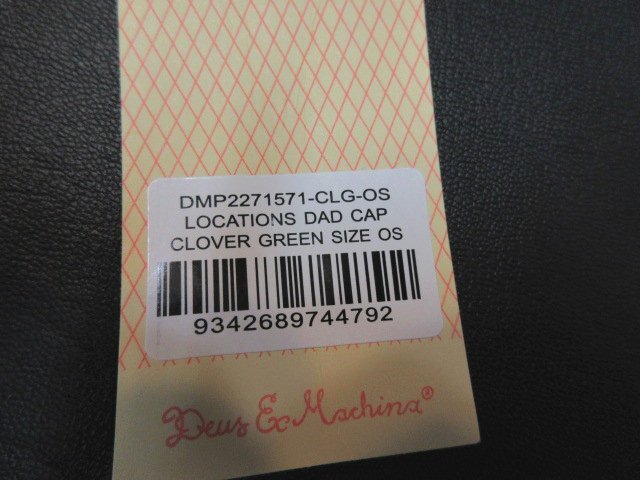 DMP2271571-CLG-OS
LOCATIONS DAD CAP
CLOVER GREEN SIZE OS
9342689744792
Deus Ex Machina®